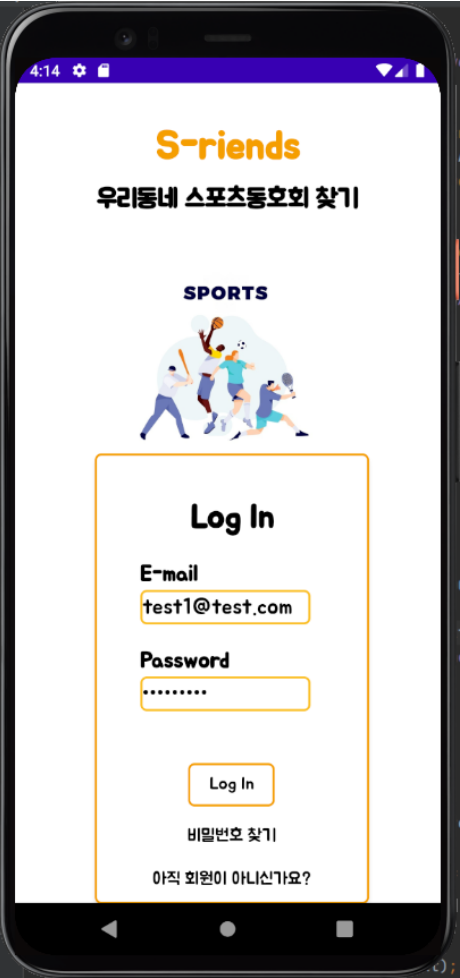 4:14
S-riends
우리동네 스포츠동호회 찾기
SPORTS
Log In
E-mail
test1@test.com
Password
•••••••••
Log In
비밀번호 찾기
아직 회원이 아니신가요?
);